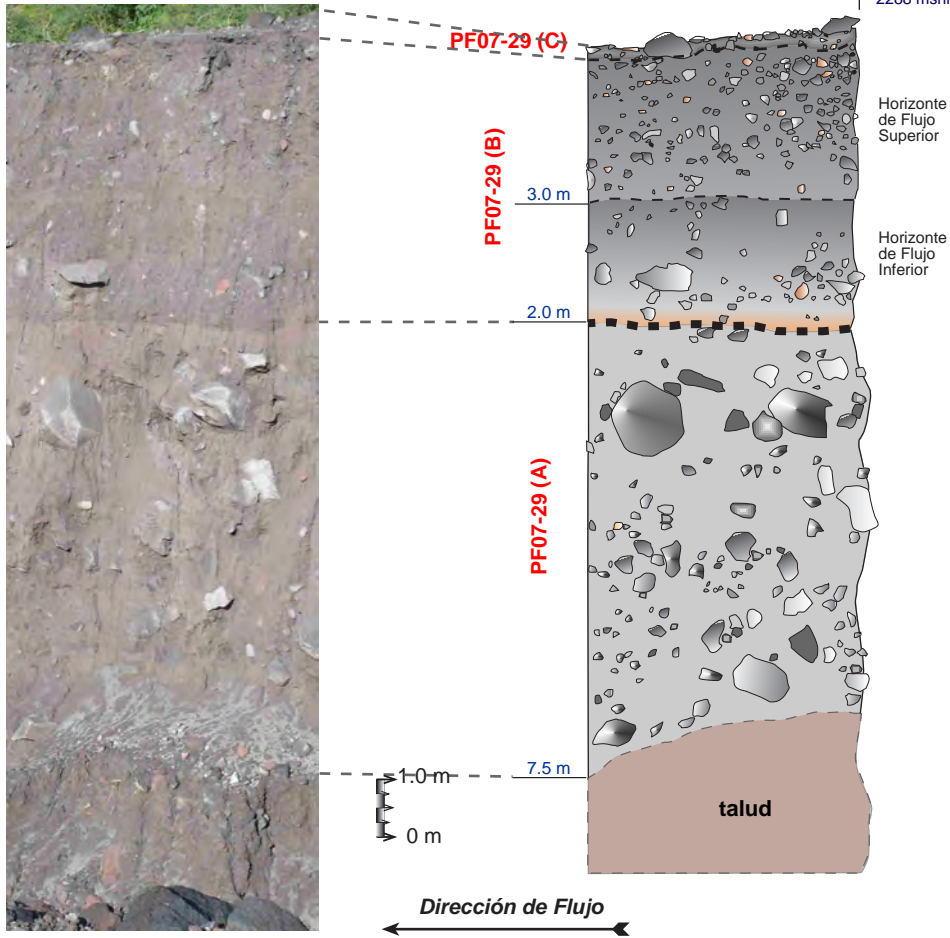 2288 msnm
PF07-29 (C)
Horizonte
de Flujo
Superior
PF07-29 (B)
3.0 m
Horizonte
de Flujo
Inferior
2.0 m
PF07-29 (A)
7.5 m
1.0 m
0 m
talud
Dirección de Flujo